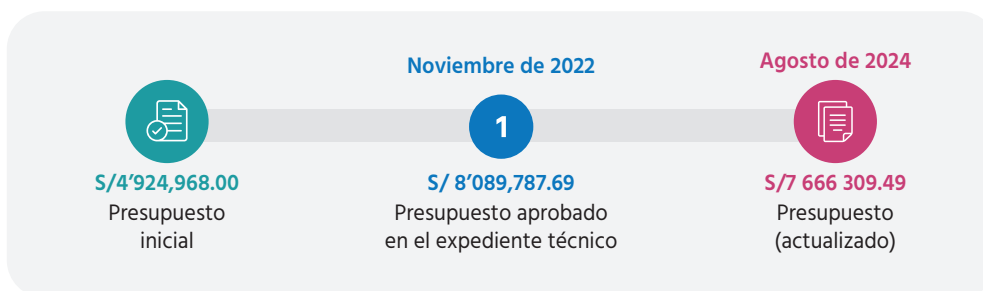 Noviembre de 2022
Agosto de 2024
1
S/4’924,968.00
Presupuesto
inicial
S/ 8’089,787.69
Presupuesto aprobado
en el expediente técnico
S/7 666 309.49
Presupuesto
(actualizado)